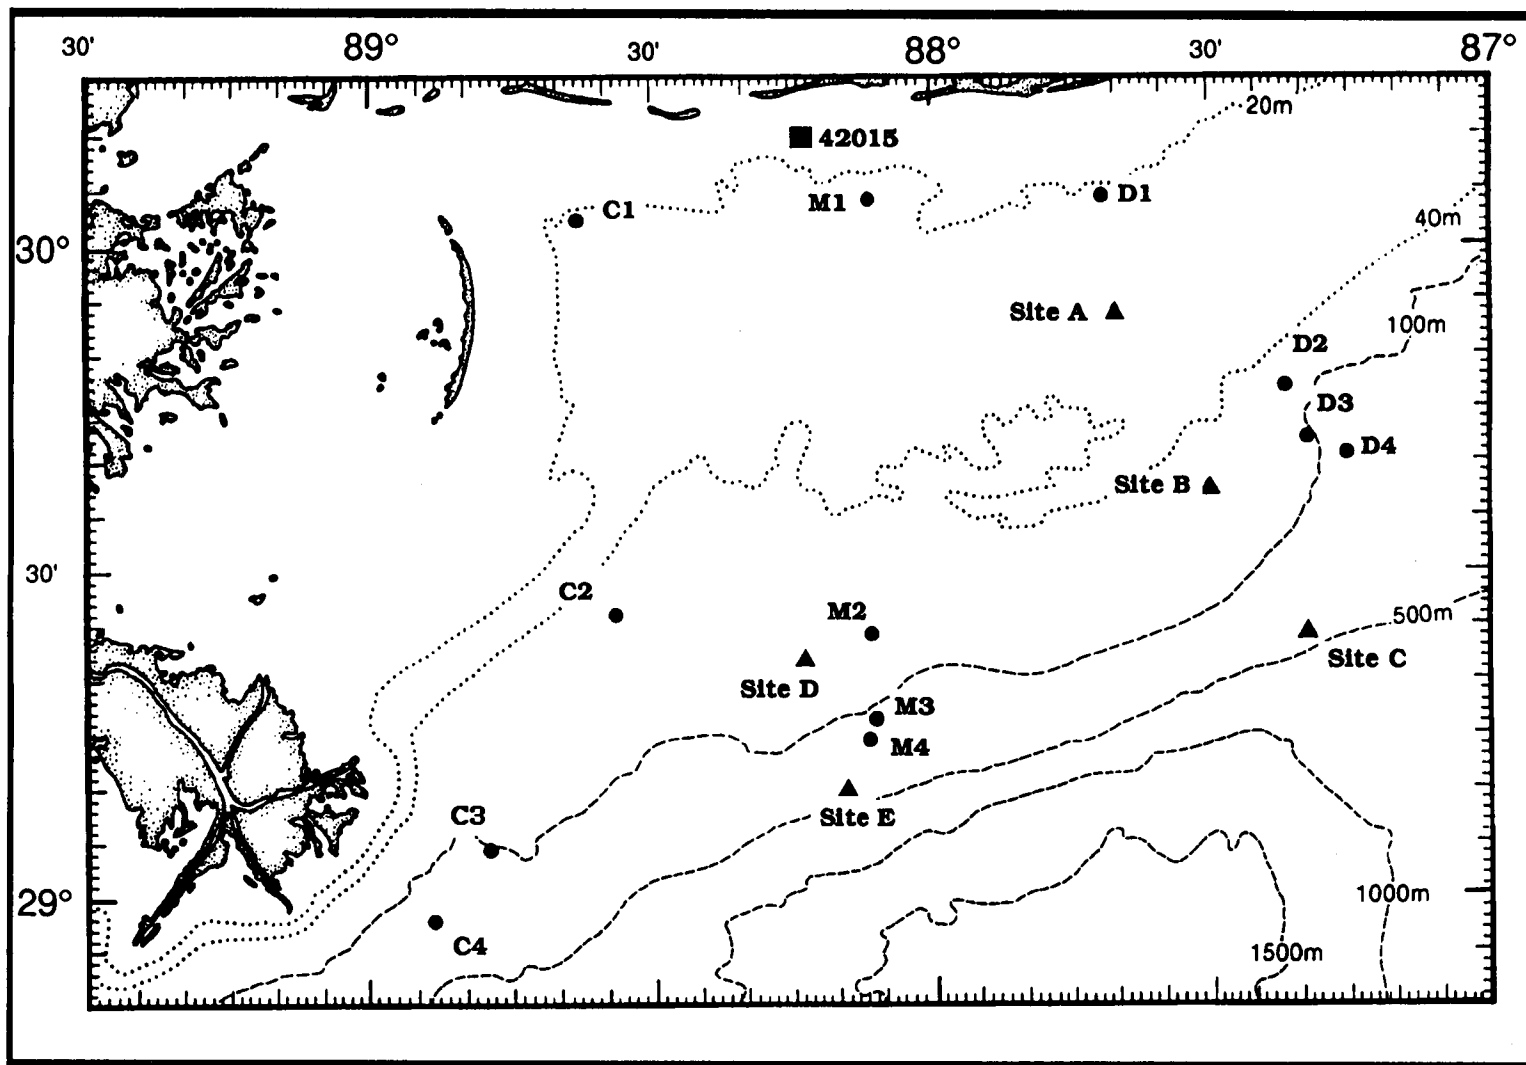 30' 89° 30' 88° 30' 87°
20m
42015
M1
D1
C1
40m
30°
Site A
100m
D2
D3
D4
Site B
30'
C2
M2
500m
Site C
Site D
M3
M4
C3
Site E
29°
1000m
C4
1500m